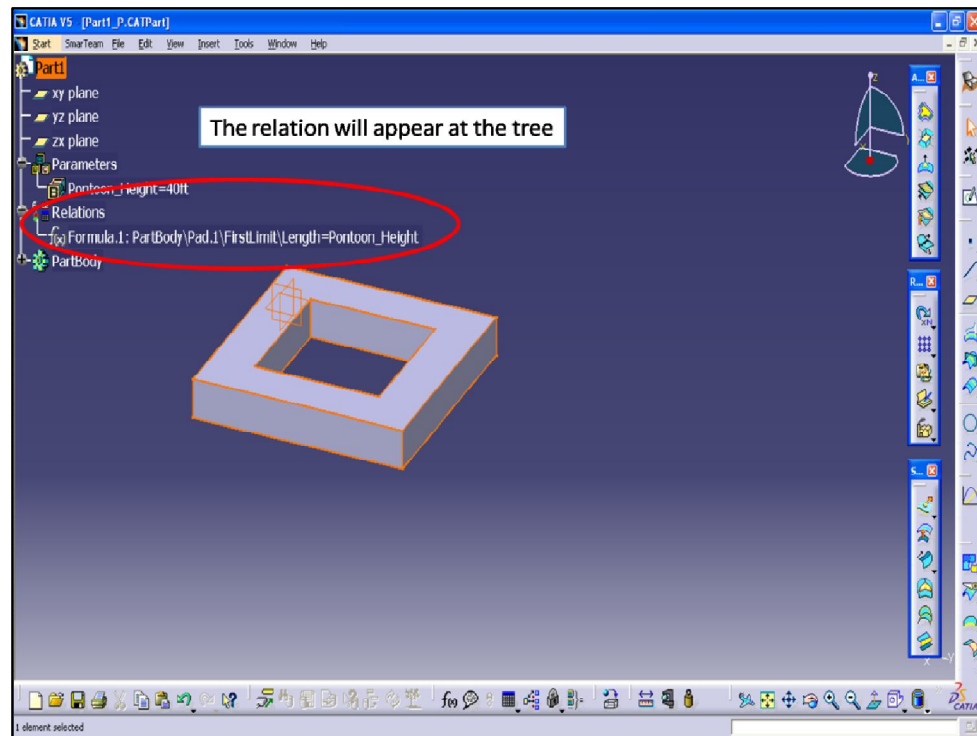 CATIA V5 [Part1_P.CATPart]
Start SmarTeam File Edit View Insert Tools Window Help
Part1
xy plane
yz plane
zx plane
Parameters
Pontoon_Height=40ft
Relations
f(x) Formula.1: PartBody\Pad.1\FirstLimit\Length=Pontoon_Height
PartBody
The relation will appear at the tree
z
A...
R...
S...
f(x)
CATIA
1 element selected